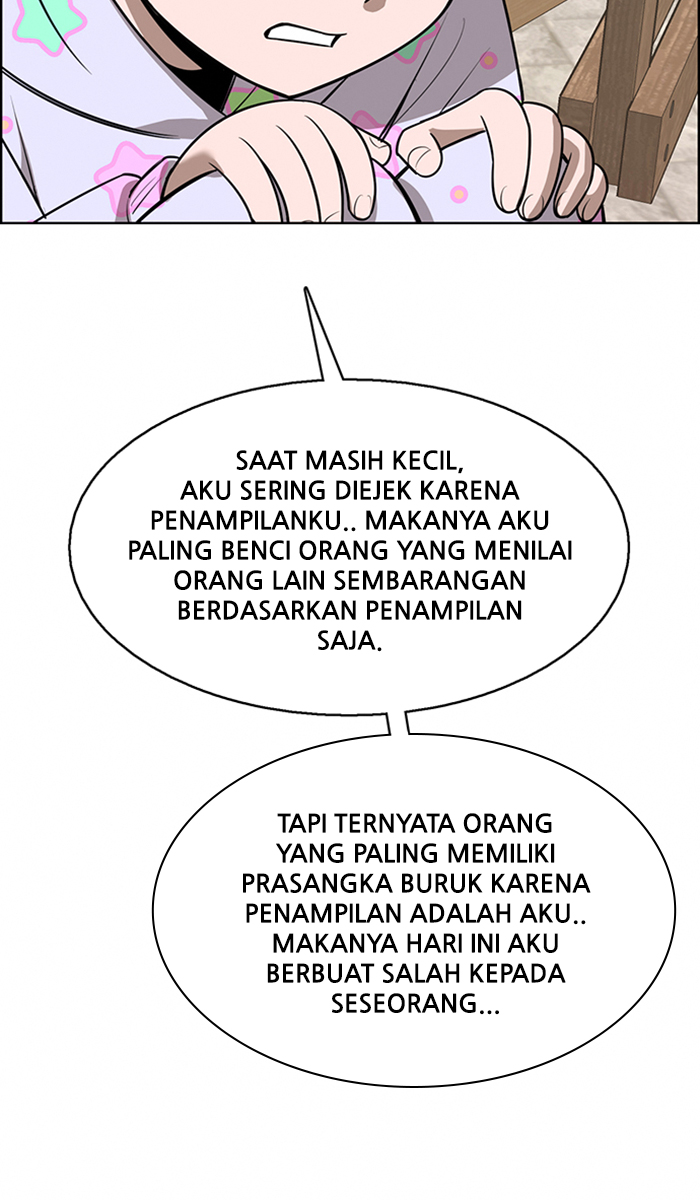 SAAT MASIH KECIL,
AKU SERING DIEJEK KARENA
PENAMPILANKU.. MAKANYA AKU
PALING BENCI ORANG YANG MENILAI
ORANG LAIN SEMBARANGAN
BERDASARKAN PENAMPILAN
SAJA.
TAPI TERNYATA ORANG
YANG PALING MEMILIKI
PRASANGKA BURUK KARENA
PENAMPILAN ADALAH AKU..
MAKANYA HARI INI AKU
BERBUAT SALAH KEPADA
SESEORANG...